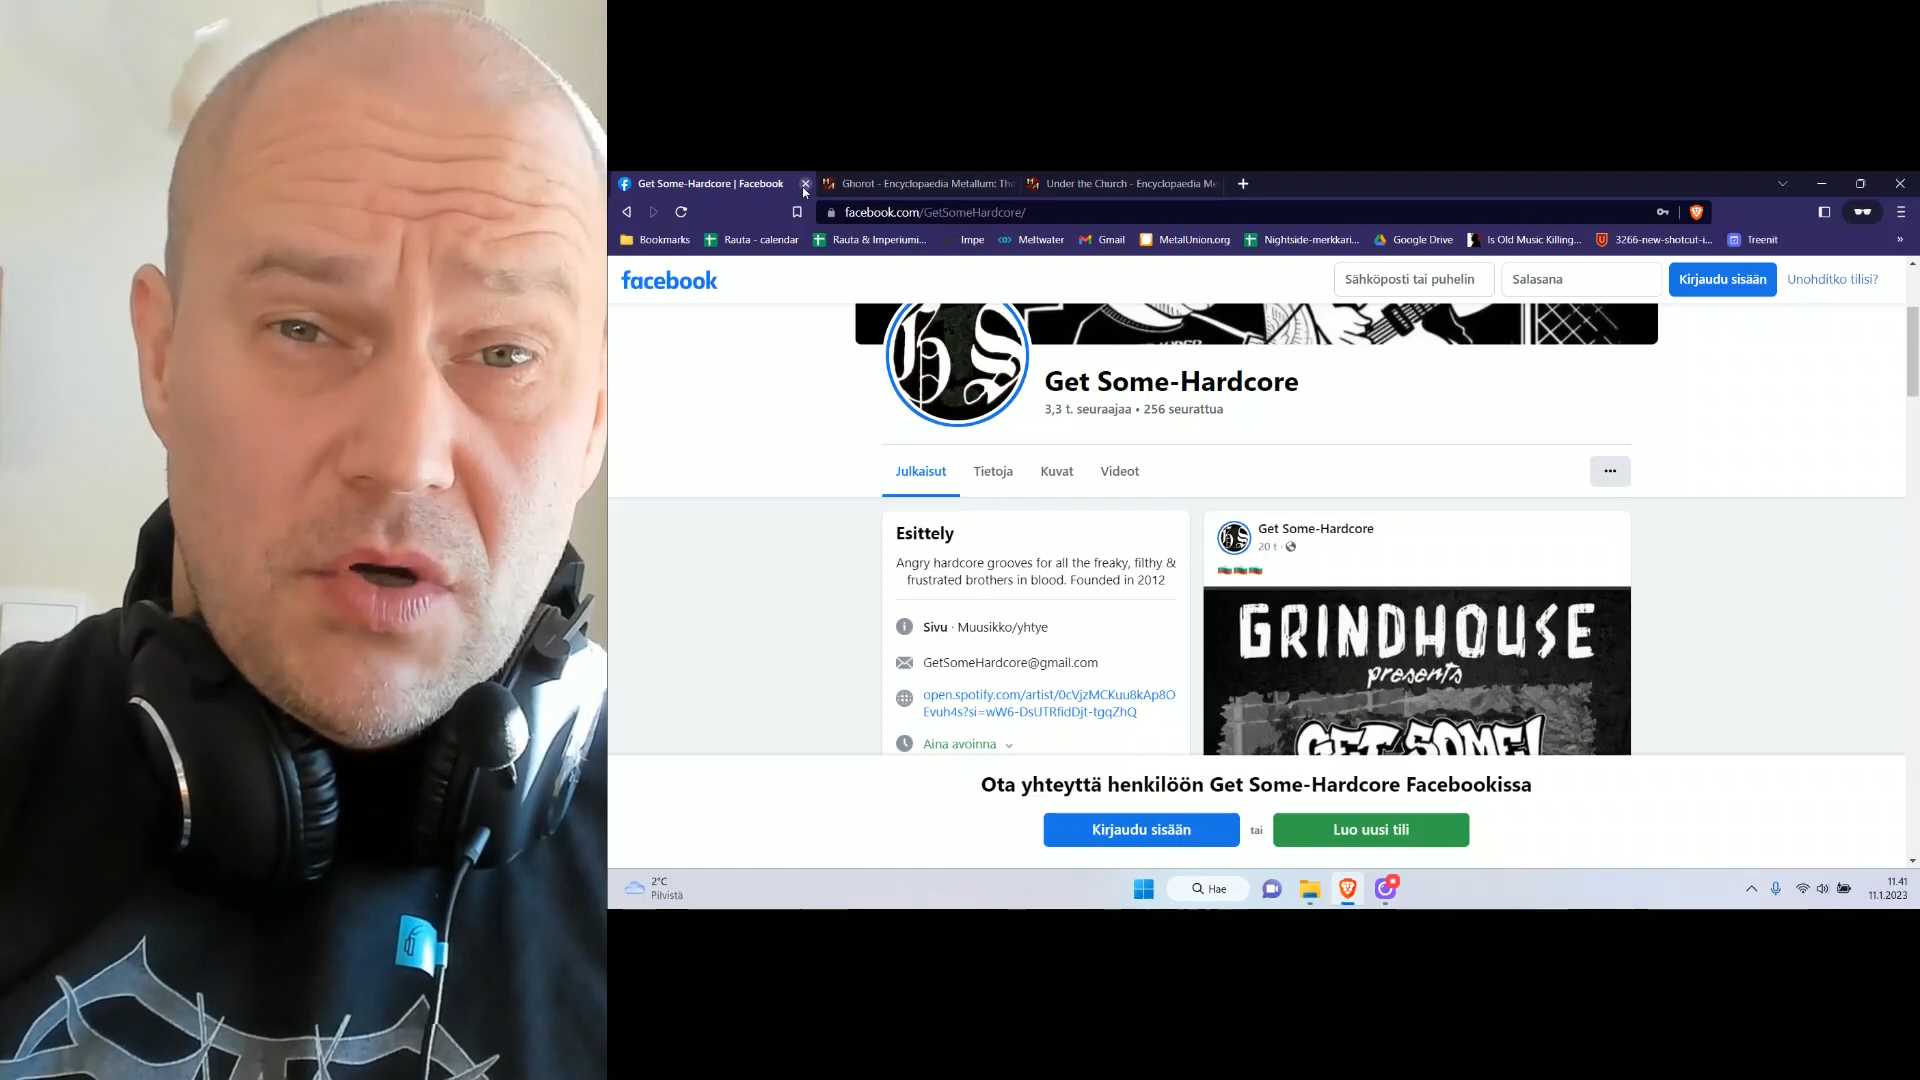 Get Some-Hardcore | Facebook
Ghorot - Encyclopaedia Metallum: The
Under the Church - Encyclopaedia Me
facebook.com/GetSomeHardcore/
Bookmarks
Rauta - calendar
Rauta & Imperiumi...
Impe
Meltwater
Gmail
MetalUnion.org
Nightside-merkkari...
Google Drive
Is Old Music Killing...
3266-new-shotcut-i...
Treenit
»
facebook
Sähköposti tai puhelin
Salasana
Kirjaudu sisään
Unohditko tilisi?
Get Some-Hardcore
3,3 t. seuraajaa • 256 seurattua
Julkaisut
Tietoja
Kuvat
Videot
Esittely
Angry hardcore grooves for all the freaky, filthy &
frustrated brothers in blood. Founded in 2012
Sivu · Muusikko/yhtye
GetSomeHardcore@gmail.com
open.spotify.com/artist/0cVjzMCKuu8kAp8O
Evuh4s?si=wW6-DsUTRfidDjt-tgqZhQ
Aina avoinna
Get Some-Hardcore
20 t ·
GRINDHOUSE
presents
GET SOME!
Ota yhteyttä henkilöön Get Some-Hardcore Facebookissa
Kirjaudu sisään
tai
Luo uusi tili
2°C
Pilvistä
Hae
11.41
11.1.2023